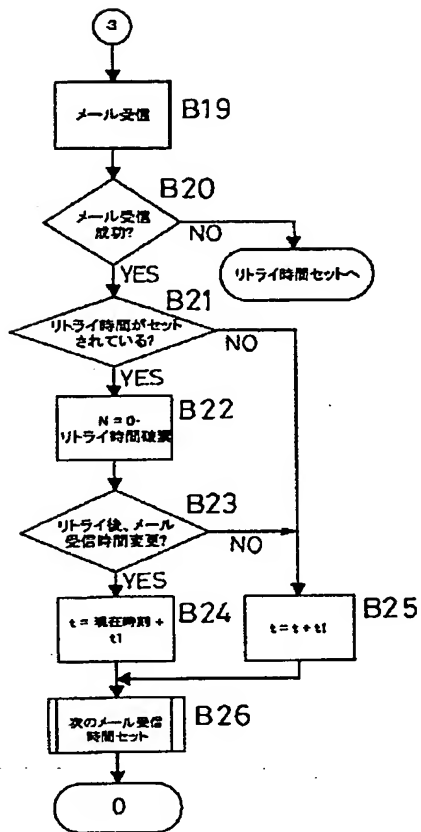 3
メール受信
B19
B20
メール受信
成功?
NO
YES
リトライ時間セットへ
B21
リトライ時間がセット
されている?
NO
YES
B22
N = 0-
リトライ時間破棄
B23
リトライ後、メール
受信時間変更?
NO
YES
B24
t = 現在時刻 +
t1
B25
t = t + t1
B26
次のメール受信
時間セット
0